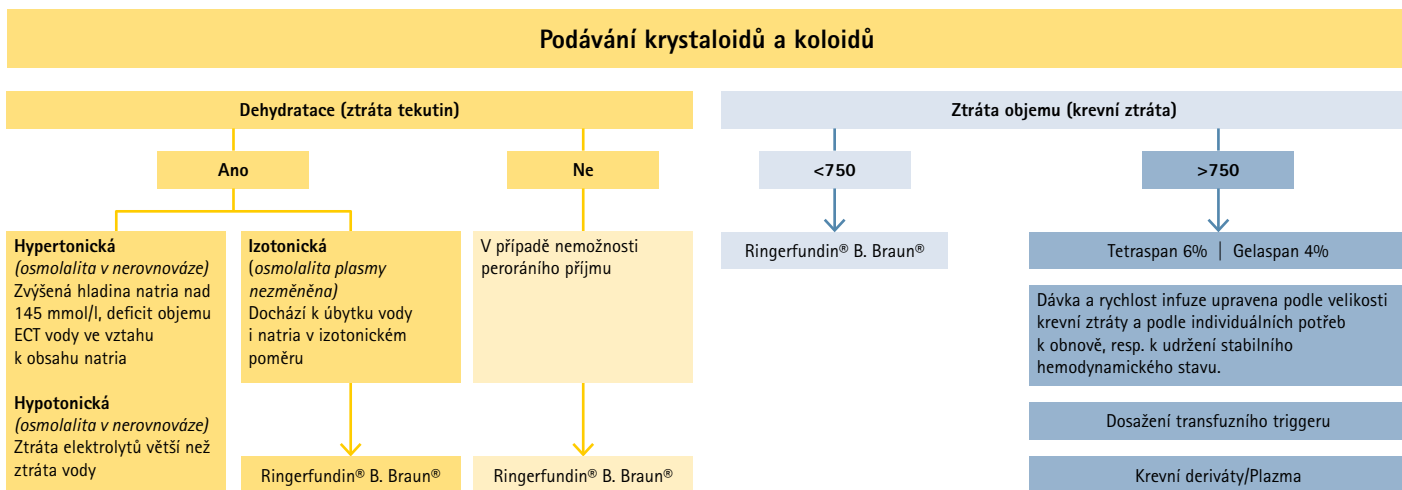 Podávání krystaloidů a koloidů
Dehydratace (ztráta tekutin)
Ano
Ne
Hypertonická
(osmolalita v nerovnováze)
Zvýšená hladina natria nad
145 mmol/l, deficit objemu
ECT vody ve vztahu
k obsahu natria
Hypotonická
(osmolalita v nerovnováze)
Ztráta elektrolytů větší než
ztráta vody
Izotonická
(osmolalita plasmy
nezměněna)
Dochází k úbytku vody
i natria v izotonickém
poměru
Ringerfundin® B. Braun®
V případě nemožnosti
perorániho příjmu
Ringerfundin® B. Braun®
Ztráta objemu (krevní ztráta)
<750
>750
Ringerfundin® B. Braun®
Tetraspan 6% | Gelaspan 4%
Dávka a rychlost infuze upravena podle velikosti
krevní ztráty a podle individuálních potřeb
k obnově, resp. k udržení stabilního
hemodynamického stavu.
Dosažení transfuzního triggeru
Krevní deriváty/Plazma